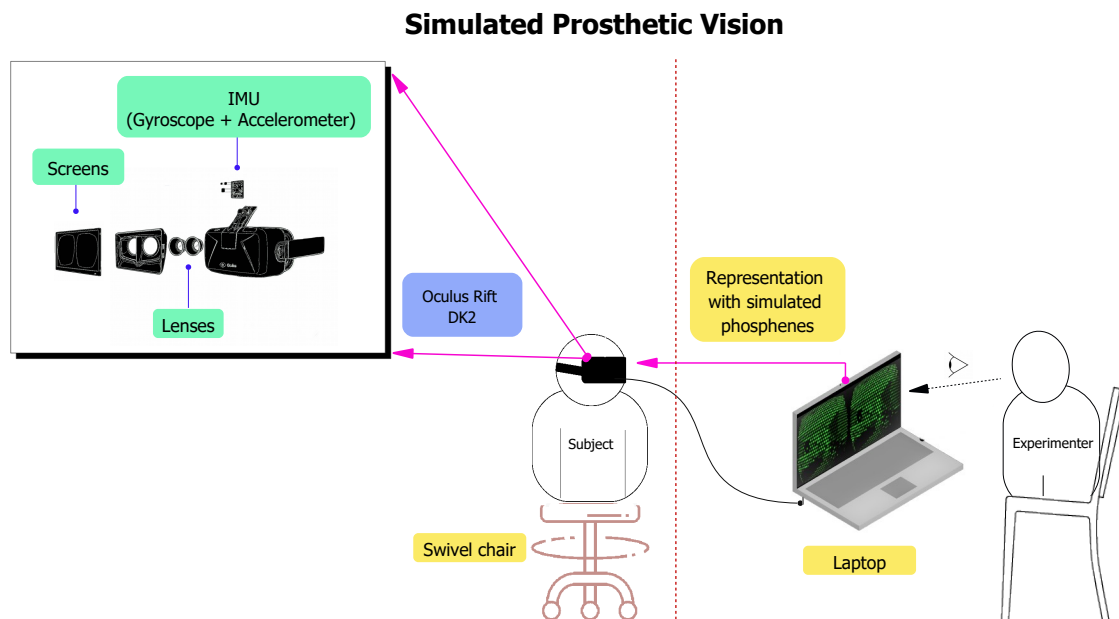 Simulated Prosthetic Vision
IMU
(Gyroscope + Accelerometer)
Screens
Lenses
Oculus Rift
DK2
Representation
with simulated
phosphenes
Subject
Experimenter
Swivel chair
Laptop